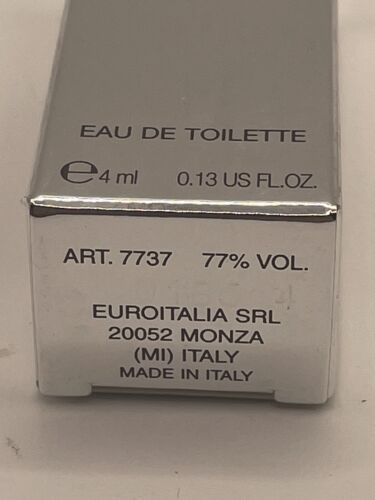 EAU DE TOILETTE
℮4 ml 0.13 US FL.OZ.
ART. 7737 77% VOL.
EUROITALIA SRL
20052 MONZA
(MI) ITALY
MADE IN ITALY